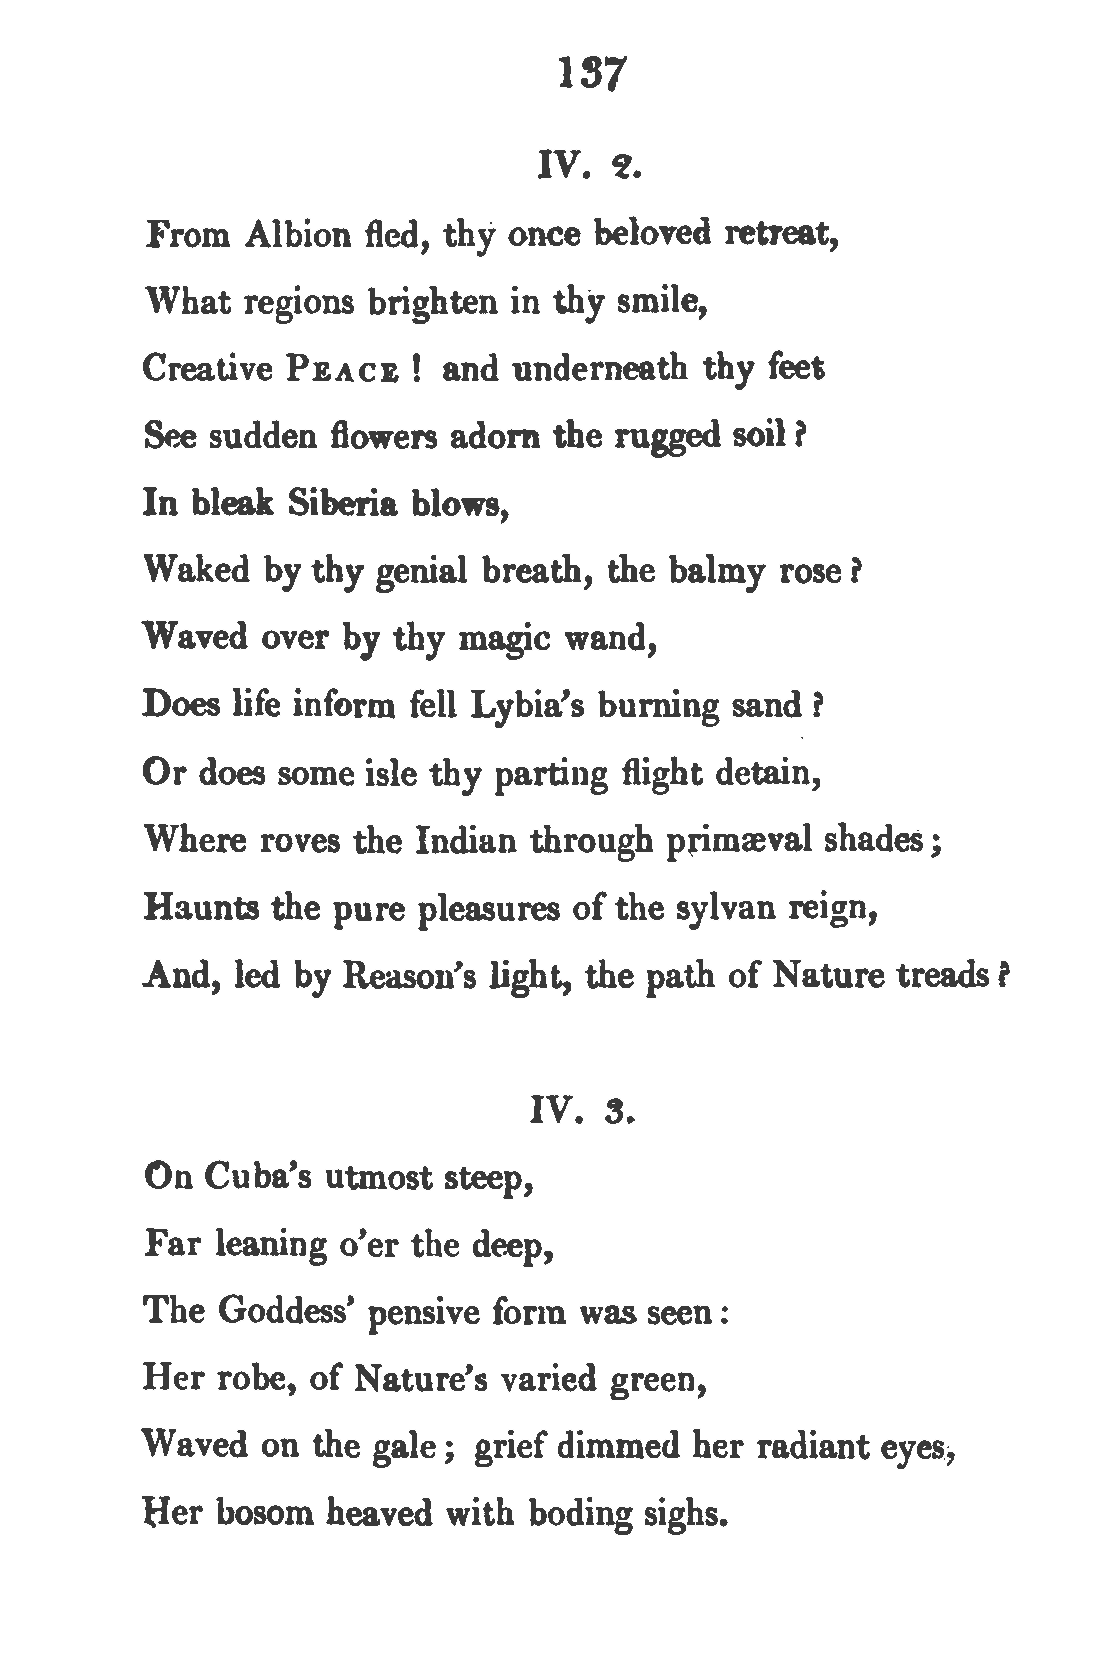 137
IV. 2.
From Albion fled, thy once beloved retreat,
What regions brighten in thy smile,
Creative PEACE ! and underneath thy feet
See sudden flowers adorn the rugged soil ?
In bleak Siberia blows,
Waked by thy genial breath, the balmy rose ?
Waved over by thy magic wand,
Does life inform fell Lybia's burning sand ?
Or does some isle thy parting flight detain,
Where roves the Indian through primæval shades ;
Haunts the pure pleasures of the sylvan reign,
And, led by Reason's light, the path of Nature treads ?
IV. 3.
On Cuba's utmost steep,
Far leaning o'er the deep,
The Goddess' pensive form was seen :
Her robe, of Nature's varied green,
Waved on the gale ; grief dimmed her radiant eyes,
Her bosom heaved with boding sighs.